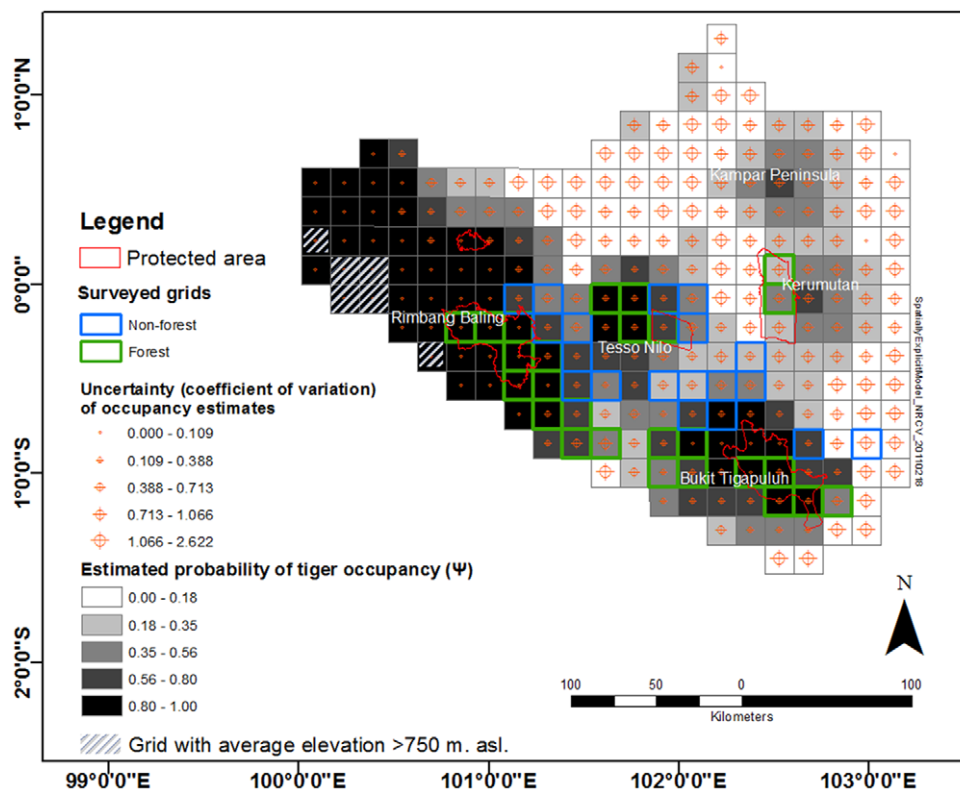 1°0'0"N
0°0'0"
1°0'0"S
2°0'0"S
Legend
Protected area
Surveyed grids
Non-forest
Forest
Uncertainty (coefficient of variation)
of occupancy estimates
0.000 - 0.109
0.109 - 0.388
0.388 - 0.713
0.713 - 1.066
1.066 - 2.622
Estimated probability of tiger occupancy (Ψ)
0.00 - 0.18
0.18 - 0.35
0.35 - 0.56
0.56 - 0.80
0.80 - 1.00
Grid with average elevation >750 m. asl.
Kampar Peninsula
Kerumutan
Rimbang Baling
Tesso Nilo
Bukit Tigapuluh
SpatiallyExplicitModel_NRCV_20110218
N
100 50 0 100
Kilometers
99°0'0"E 100°0'0"E 101°0'0"E 102°0'0"E 103°0'0"E